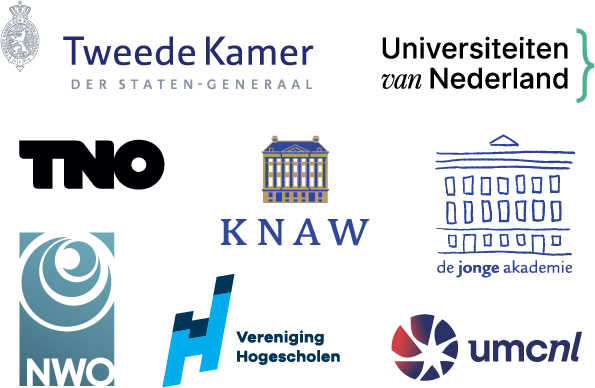 Tweede Kamer
DER STATEN-GENERAAL
Universiteiten
van Nederland
TNO
KNAW
de jonge akademie
NWO
Vereniging
Hogescholen
umcnl